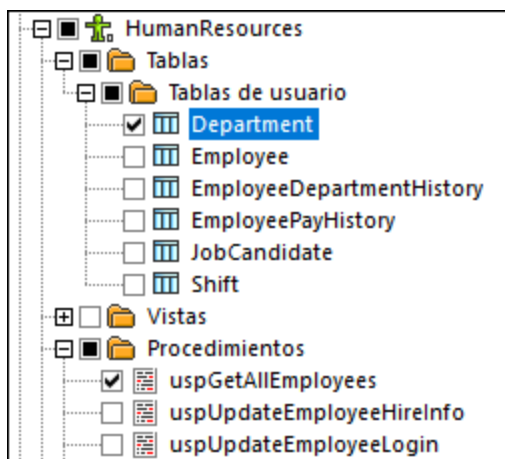 HumanResources
Tablas
Tablas de usuario
Department
Employee
EmployeeDepartmentHistory
EmployeePayHistory
JobCandidate
Shift
Vistas
Procedimientos
uspGetAllEmployees
uspUpdateEmployeeHireInfo
uspUpdateEmployeeLogin